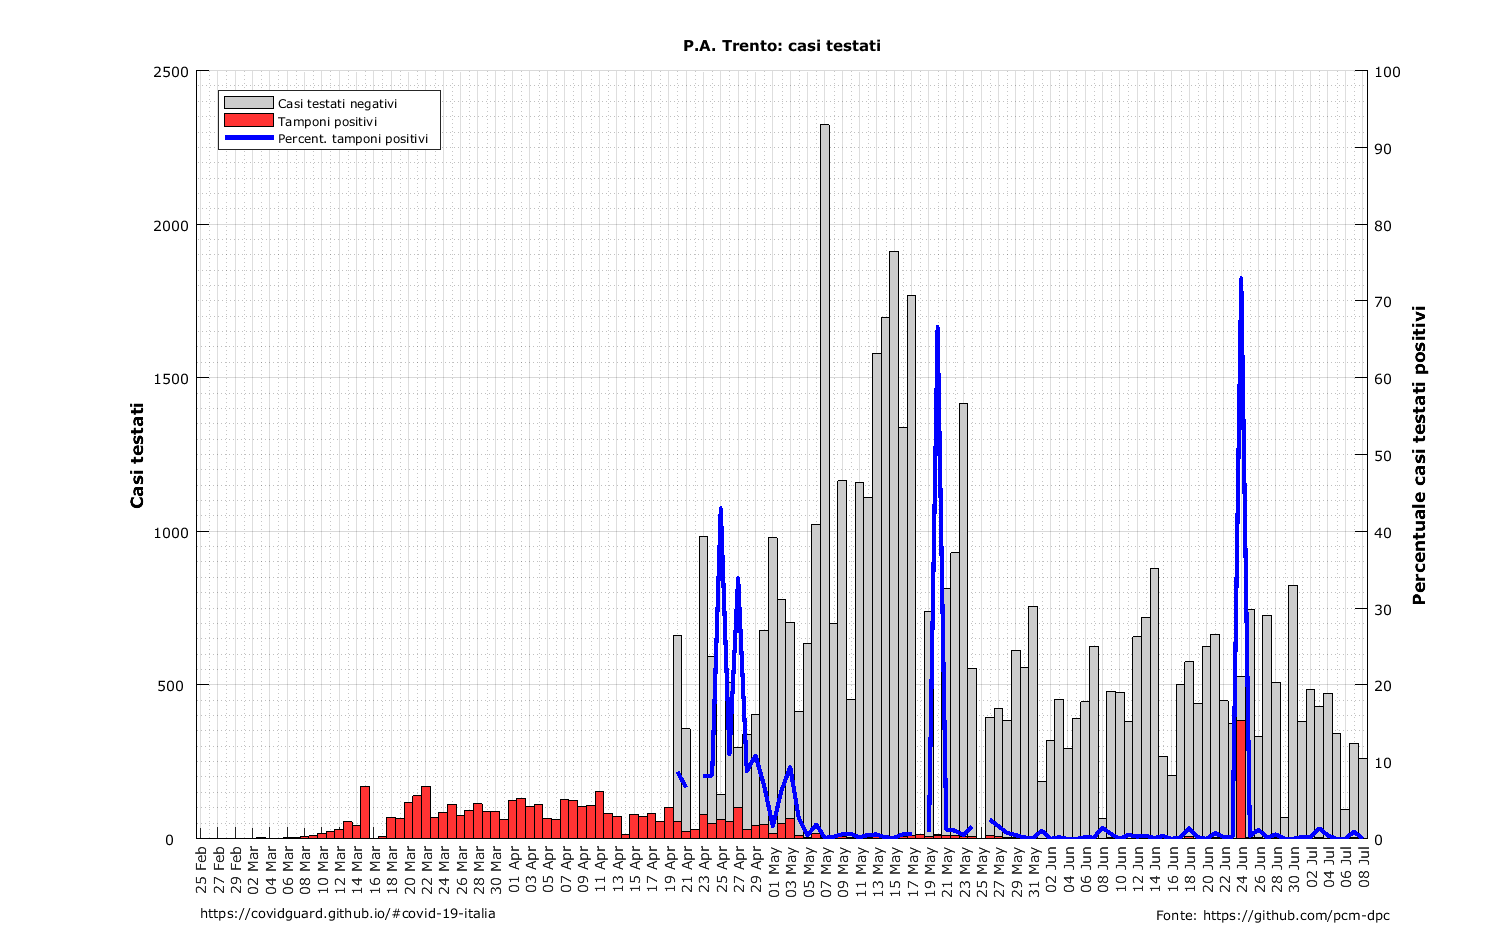 P.A. Trento: casi testati
Casi testati negativi
Tamponi positivi
Percent. tamponi positivi
Casi testati
2500
2000
1500
1000
500
0
Percentuale casi testati positivi
100
90
80
70
60
50
40
30
20
10
0
25 Feb
27 Feb
29 Feb
02 Mar
04 Mar
06 Mar
08 Mar
10 Mar
12 Mar
14 Mar
16 Mar
18 Mar
20 Mar
22 Mar
24 Mar
26 Mar
28 Mar
30 Mar
01 Apr
03 Apr
05 Apr
07 Apr
09 Apr
11 Apr
13 Apr
15 Apr
17 Apr
19 Apr
21 Apr
23 Apr
25 Apr
27 Apr
29 Apr
01 May
03 May
05 May
07 May
09 May
11 May
13 May
15 May
17 May
19 May
21 May
23 May
25 May
27 May
29 May
31 May
02 Jun
04 Jun
06 Jun
08 Jun
10 Jun
12 Jun
14 Jun
16 Jun
18 Jun
20 Jun
22 Jun
24 Jun
26 Jun
28 Jun
30 Jun
02 Jul
04 Jul
06 Jul
08 Jul
https://covidguard.github.io/#covid-19-italia
Fonte: https://github.com/pcm-dpc